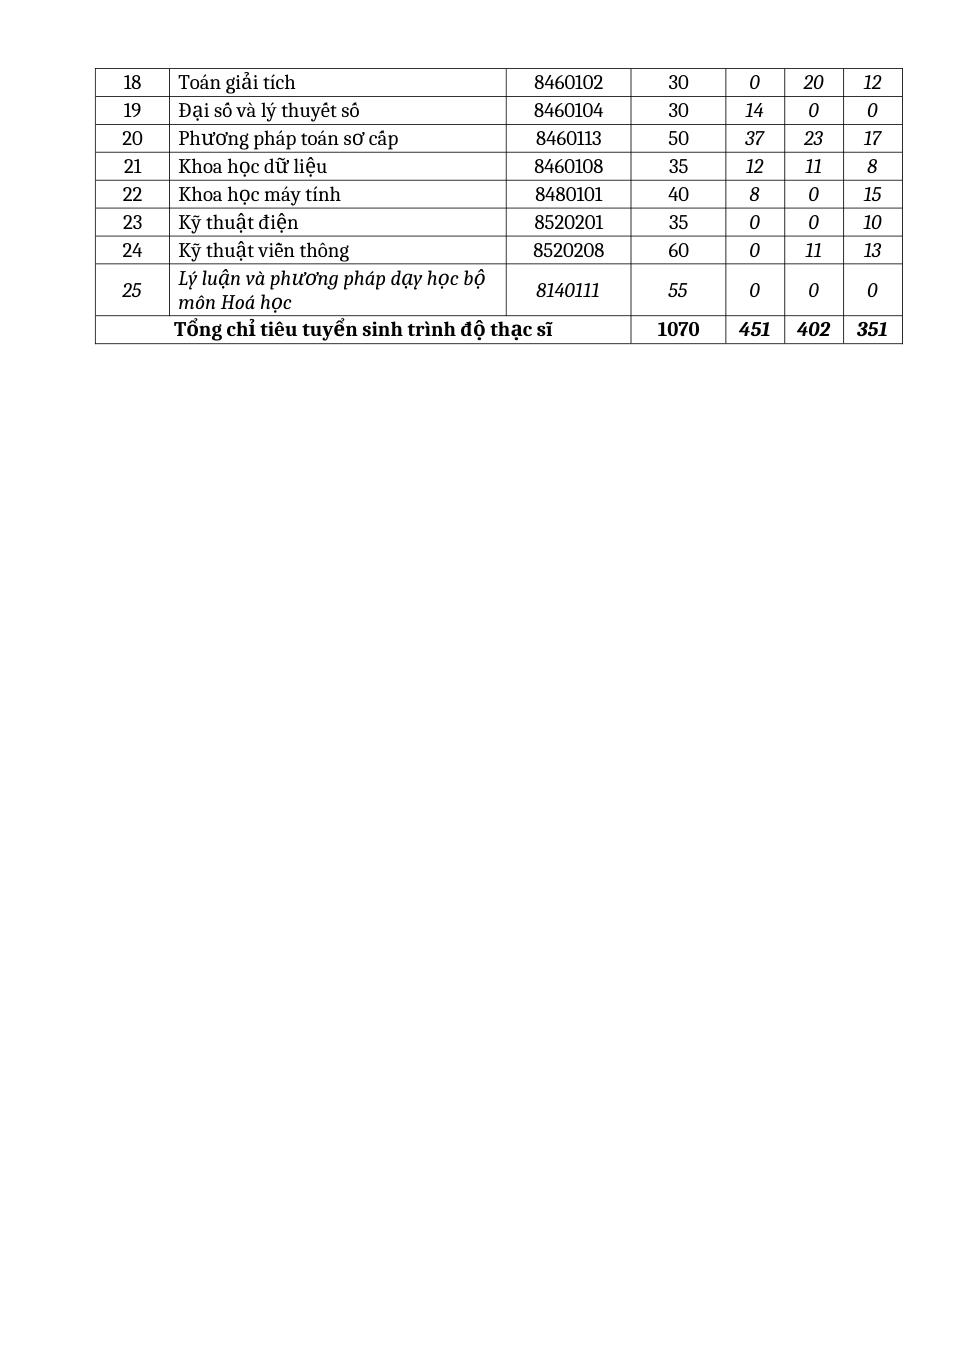 18 Toán giải tích 8460102 30 0 20 12
19 Đại số và lý thuyết số 8460104 30 14 0 0
20 Phương pháp toán sơ cấp 8460113 50 37 23 17
21 Khoa học dữ liệu 8460108 35 12 11 8
22 Khoa học máy tính 8480101 40 8 0 15
23 Kỹ thuật điện 8520201 35 0 0 10
24 Kỹ thuật viễn thông 8520208 60 0 11 13
25 Lý luận và phương pháp dạy học bộ
môn Hoá học 8140111 55 0 0 0
Tổng chỉ tiêu tuyển sinh trình độ thạc sĩ 1070 451 402 351